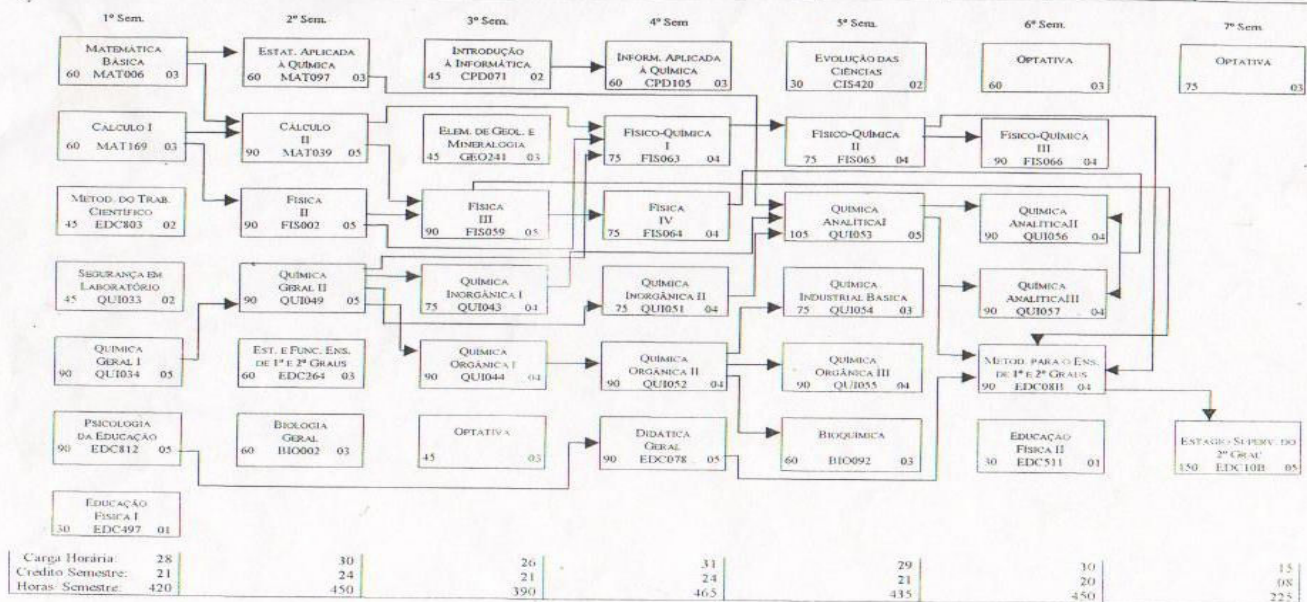 1º Sem. 2º Sem. 3º Sem. 4º Sem. 5º Sem. 6º Sem. 7º Sem.
MATEMÁTICA
BÁSICA
60 MAT006 03
ESTAT. APLICADA
À QUÍMICA
60 MAT097 03
INTRODUÇÃO
À INFORMÁTICA
45 CPD071 02
INFORM. APLICADA
À QUÍMICA
60 CPD105 03
EVOLUÇÃO DAS
CIÊNCIAS
30 CIS420 02
OPTATIVA
60 03
OPTATIVA
75 03
CÁLCULO I
60 MAT169 03
CÁLCULO
II
90 MAT039 05
ELEM. DE GEOL. E
MINERALOGIA
45 GEO241 03
FÍSICO-QUÍMICA
I
75 FIS063 04
FÍSICO-QUÍMICA
II
75 FIS065 04
FÍSICO-QUÍMICA
III
90 FIS066 04
METOD. DO TRAB.
CIENTÍFICO
45 EDC803 02
FÍSICA
II
90 FIS002 05
FÍSICA
III
90 FIS059 05
FÍSICA
IV
75 FIS064 04
QUÍMICA
ANALÍTICAI
105 QUI053 05
QUÍMICA
ANALÍTICAII
90 QUI056 04
SEGURANÇA EM
LABORATÓRIO
45 QUI033 02
QUÍMICA
GERAL II
90 QUI049 05
QUÍMICA
INORGÂNICA I
75 QUI043 04
QUÍMICA
INORGÂNICA II
75 QUI051 04
QUÍMICA
INDUSTRIAL BÁSICA
75 QUI054 03
QUÍMICA
ANALÍTICAIII
90 QUI057 04
QUÍMICA
GERAL I
90 QUI034 05
EST. E FUNC. ENS.
DE 1º E 2º GRAUS
60 EDC264 03
QUÍMICA
ORGÂNICA I
90 QUI044 04
QUÍMICA
ORGÂNICA II
90 QUI052 04
QUÍMICA
ORGÂNICA III
90 QUI055 04
METOD. PARA O ENS.
DE 1º E 2º GRAUS
90 EDC08B 04
PSICOLOGIA
DA EDUCAÇÃO
90 EDC812 05
BIOLOGIA
GERAL
60 BIO002 03
OPTATIVA
45 03
DIDÁTICA
GERAL
90 EDC078 05
BIOQUÍMICA
60 BIO092 03
EDUCAÇÃO
FÍSICA II
30 EDC511 01
ESTÁGIO SUPERV. DO
2º GRAU
150 EDC10B 05
EDUCAÇÃO
FÍSICA I
30 EDC497 01
Carga Horária: 28 30 26 31 29 30 15
Crédito Semestre: 21 24 21 24 21 20 08
Horas Semestre: 420 450 390 465 435 450 225